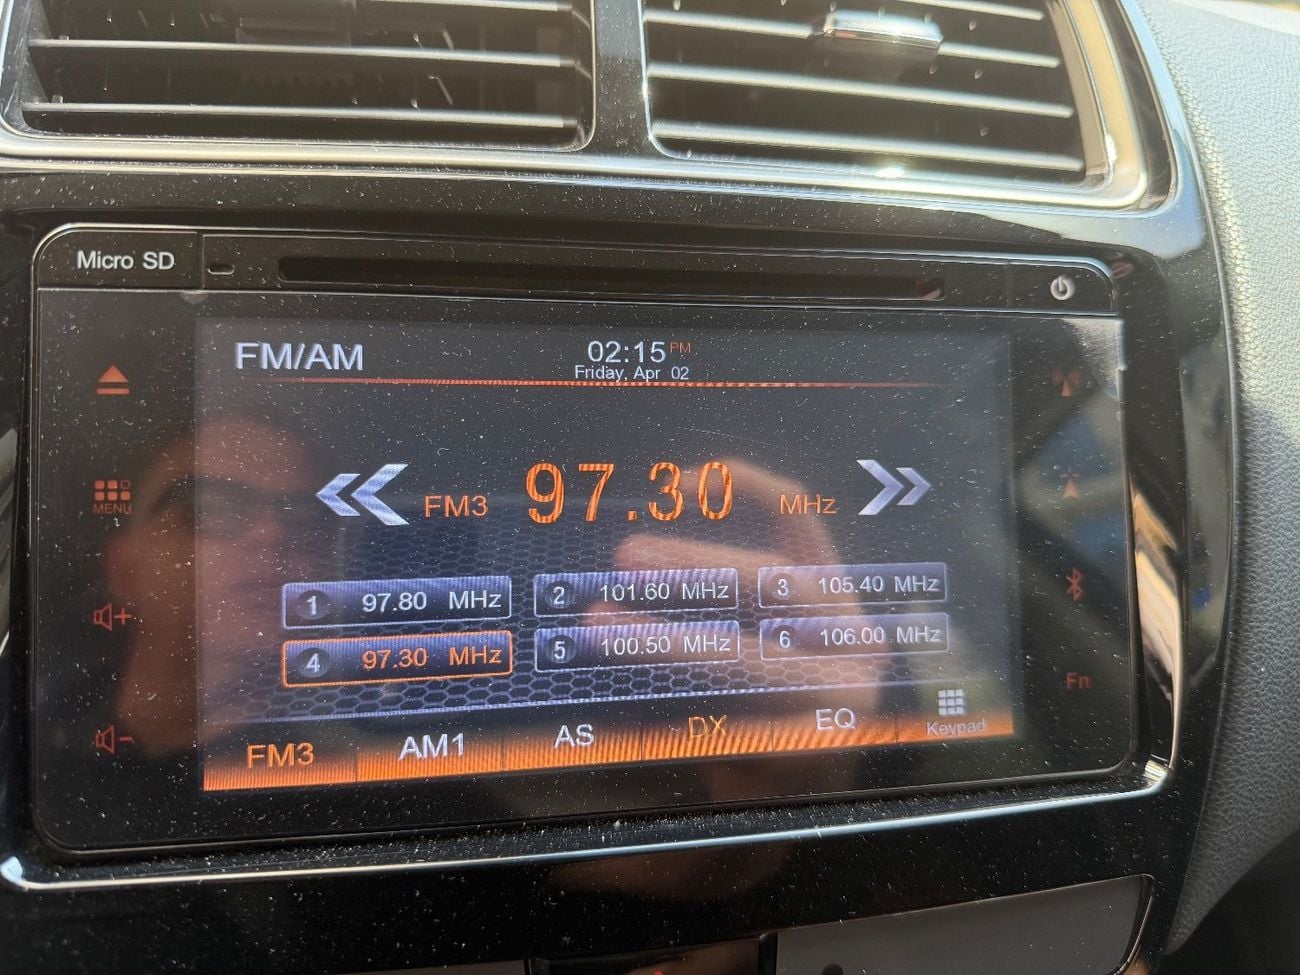 Micro SD
FM/AM
02:15 PM
Friday, Apr 02
MENU
FM3 97.30 MHz
1 97.80 MHz
2 101.60 MHz
3 105.40 MHz
4 97.30 MHz
5 100.50 MHz
6 106.00 MHz
+
-
Fn
FM3
AM1
AS
DX
EQ
Keypad